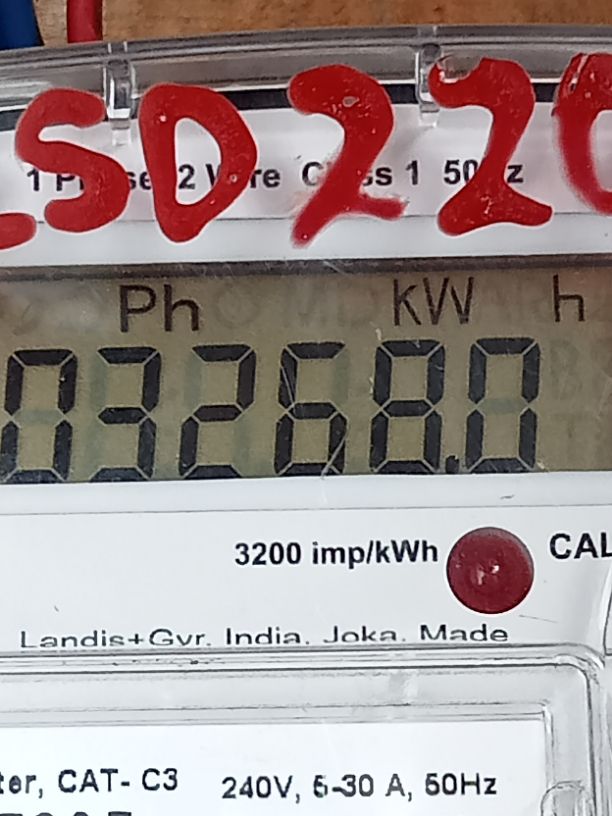 SD220
1 Phase 2 Wire Class 1 50Hz
Ph kW h
03268.0
3200 imp/kWh CAL
Landis+Gyr. India. Joka. Made
ter, CAT- C3 240V, 5-30 A, 50Hz